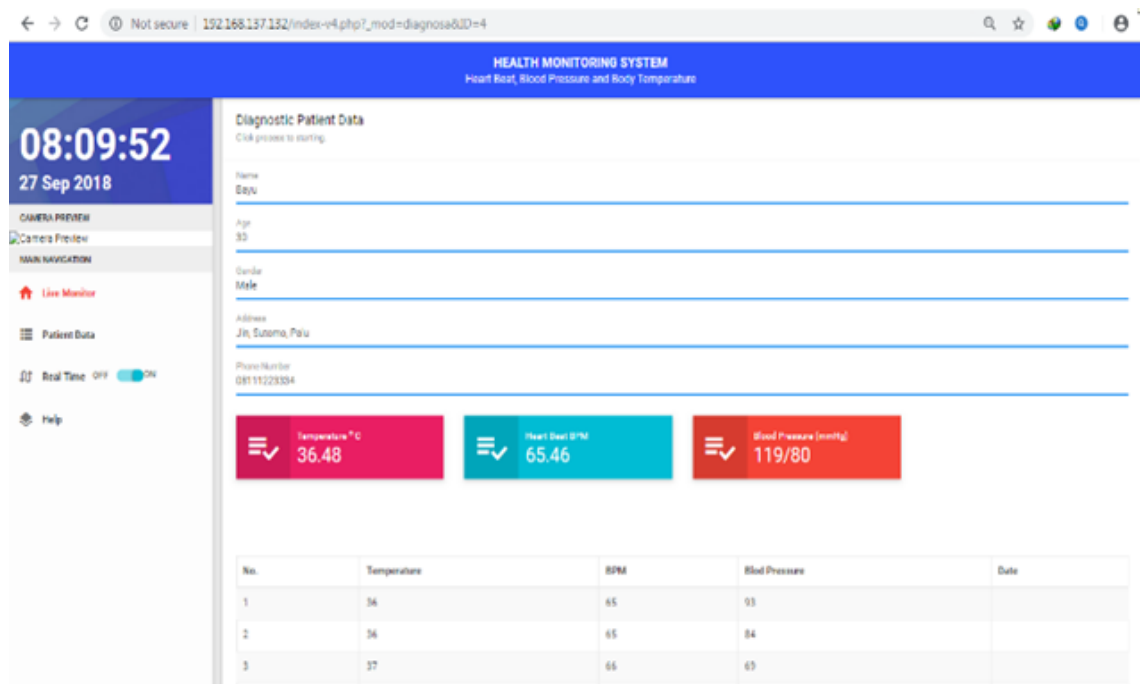 Not secure
192.168.137.132/index-v4.php?_mod=diagnosa&ID=4
HEALTH MONITORING SYSTEM
Heart Beat, Blood Pressure and Body Temperature
08:09:52
27 Sep 2018
CAMERA PREVIEW
Camera Preview
MAIN NAVIGATION
Live Monitor
Patient Data
Real Time OFF ON
Help
Diagnostic Patient Data
Click process to starting.
Name
Bayu
Age
Gender
Male
Address
Jln, Sutomo, Palu
Phone Number
Temperature °C
36.48
Heart Beat BPM
65.46
Blood Pressure (mmHg)
119/80
No. Temperature BPM Blod Pressure Date
1 36 65 93
2 36 65 84
3 37 66